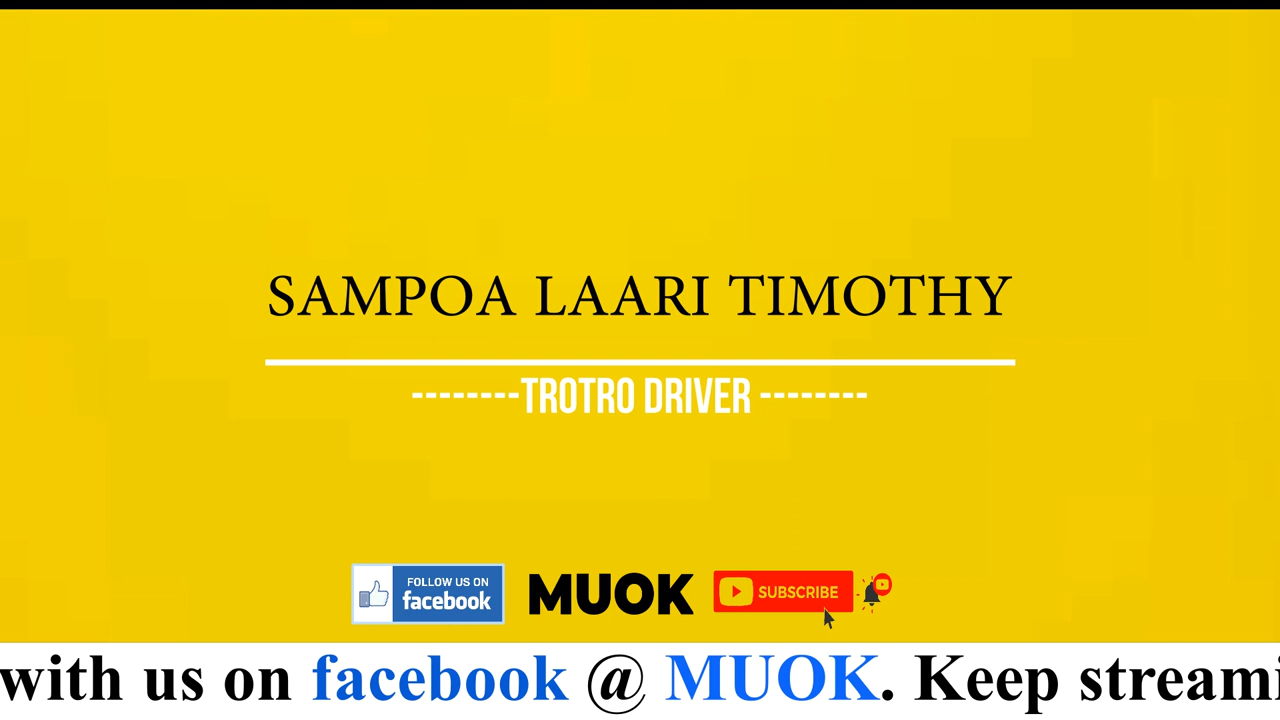 SAMPOA LAARI TIMOTHY
--------TROTRO DRIVER --------
FOLLOW US ON
facebook
MUOK
SUBSCRIBE
with us on facebook @ MUOK. Keep streami